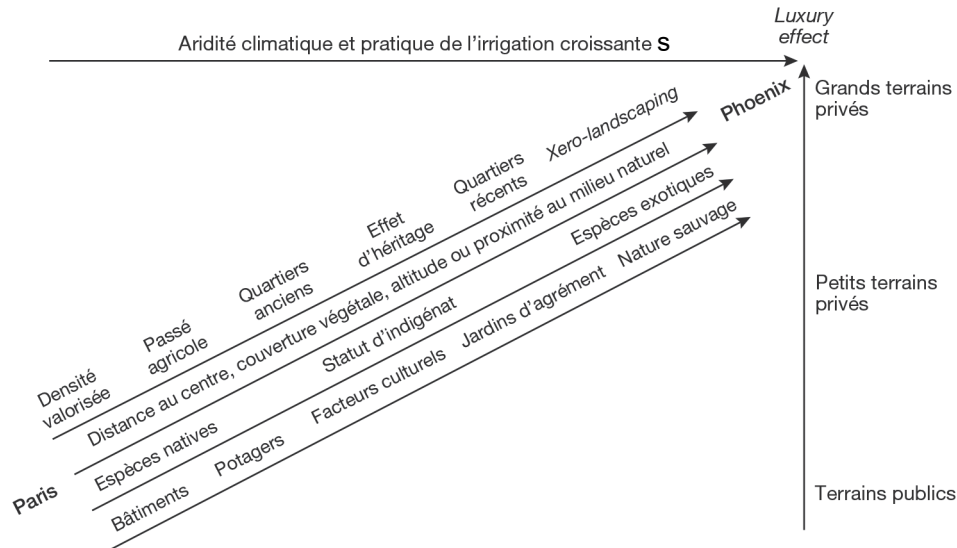 Luxury
effect
Aridité climatique et pratique de l’irrigation croissante S
Grands terrains
privés
Phoenix
Xero-landscaping
Quartiers
récents
Effet
d’héritage
Quartiers
anciens
Passé
agricole
Densité
valorisée
Distance au centre, couverture végétale, altitude ou proximité au milieu naturel
Espèces natives
Statut d’indigénat
Espèces exotiques
Bâtiments
Potagers
Facteurs culturels
Jardins d’agrément
Nature sauvage
Paris
Petits terrains
privés
Terrains publics